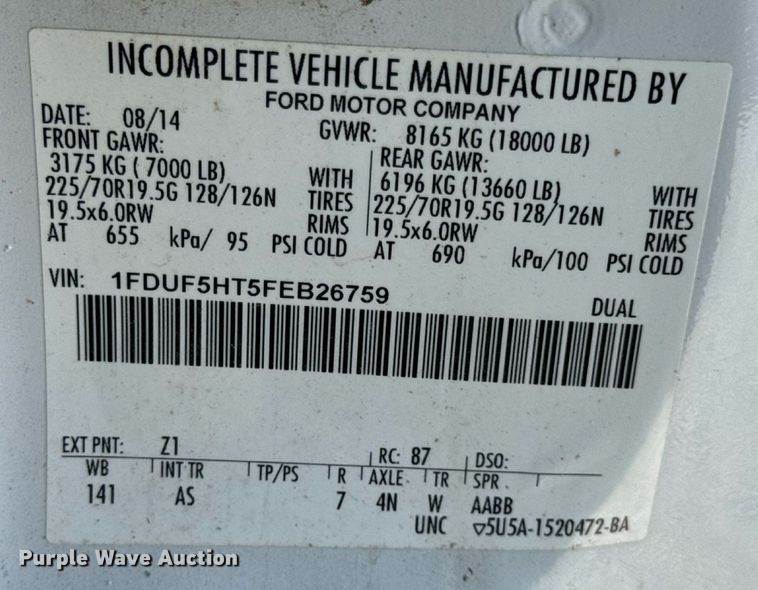 INCOMPLETE VEHICLE MANUFACTURED BY
FORD MOTOR COMPANY
DATE: 08/14
GVWR: 8165 KG (18000 LB)
FRONT GAWR:
3175 KG ( 7000 LB) WITH
225/70R19.5G 128/126N TIRES
19.5x6.0RW RIMS
AT 655 kPa/ 95 PSI COLD
REAR GAWR:
6196 KG (13660 LB) WITH
225/70R19.5G 128/126N TIRES
19.5x6.0RW RIMS
AT 690 kPa/100 PSI COLD
VIN: 1FDUF5HT5FEB26759
DUAL
EXT PNT: Z1 RC: 87 DSO:
WB INT TR TP/PS R AXLE TR SPR
141 AS 7 4N W AABB
UNC ▽5U5A-1520472-BA
Purple Wave Auction